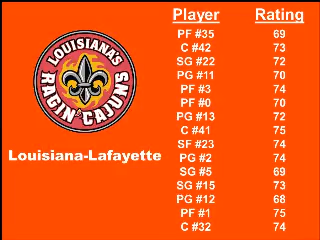 LOUISIANA'S
RAGIN' CAJUNS
Louisiana-Lafayette
Player Rating
PF #35 69
C #42 73
SG #22 72
PG #11 70
PF #3 74
PF #0 70
PG #13 72
C #41 75
SF #23 74
PG #2 74
SG #5 69
SG #15 73
PG #12 68
PF #1 75
C #32 74